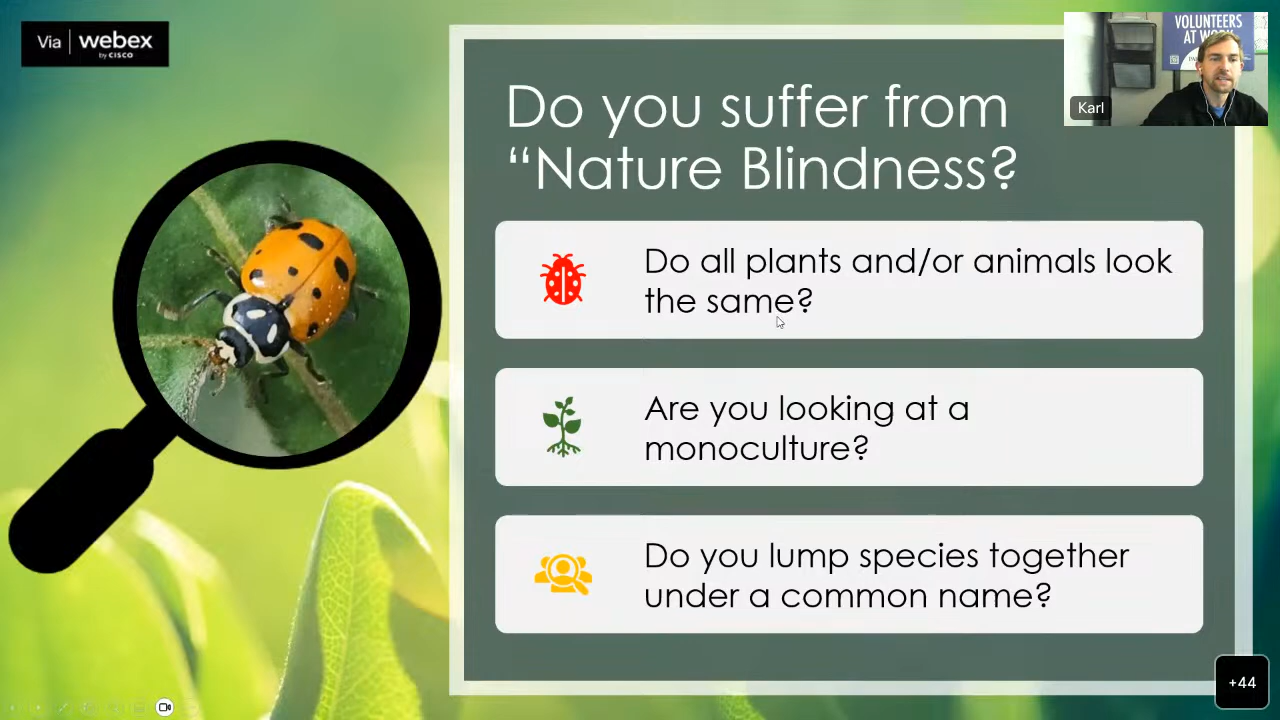 Via | webex
by CISCO
VOLUNTEERS
AT WORK
Karl
Do you suffer from
“Nature Blindness?
Do all plants and/or animals look
the same?
Are you looking at a
monoculture?
Do you lump species together
under a common name?
+44